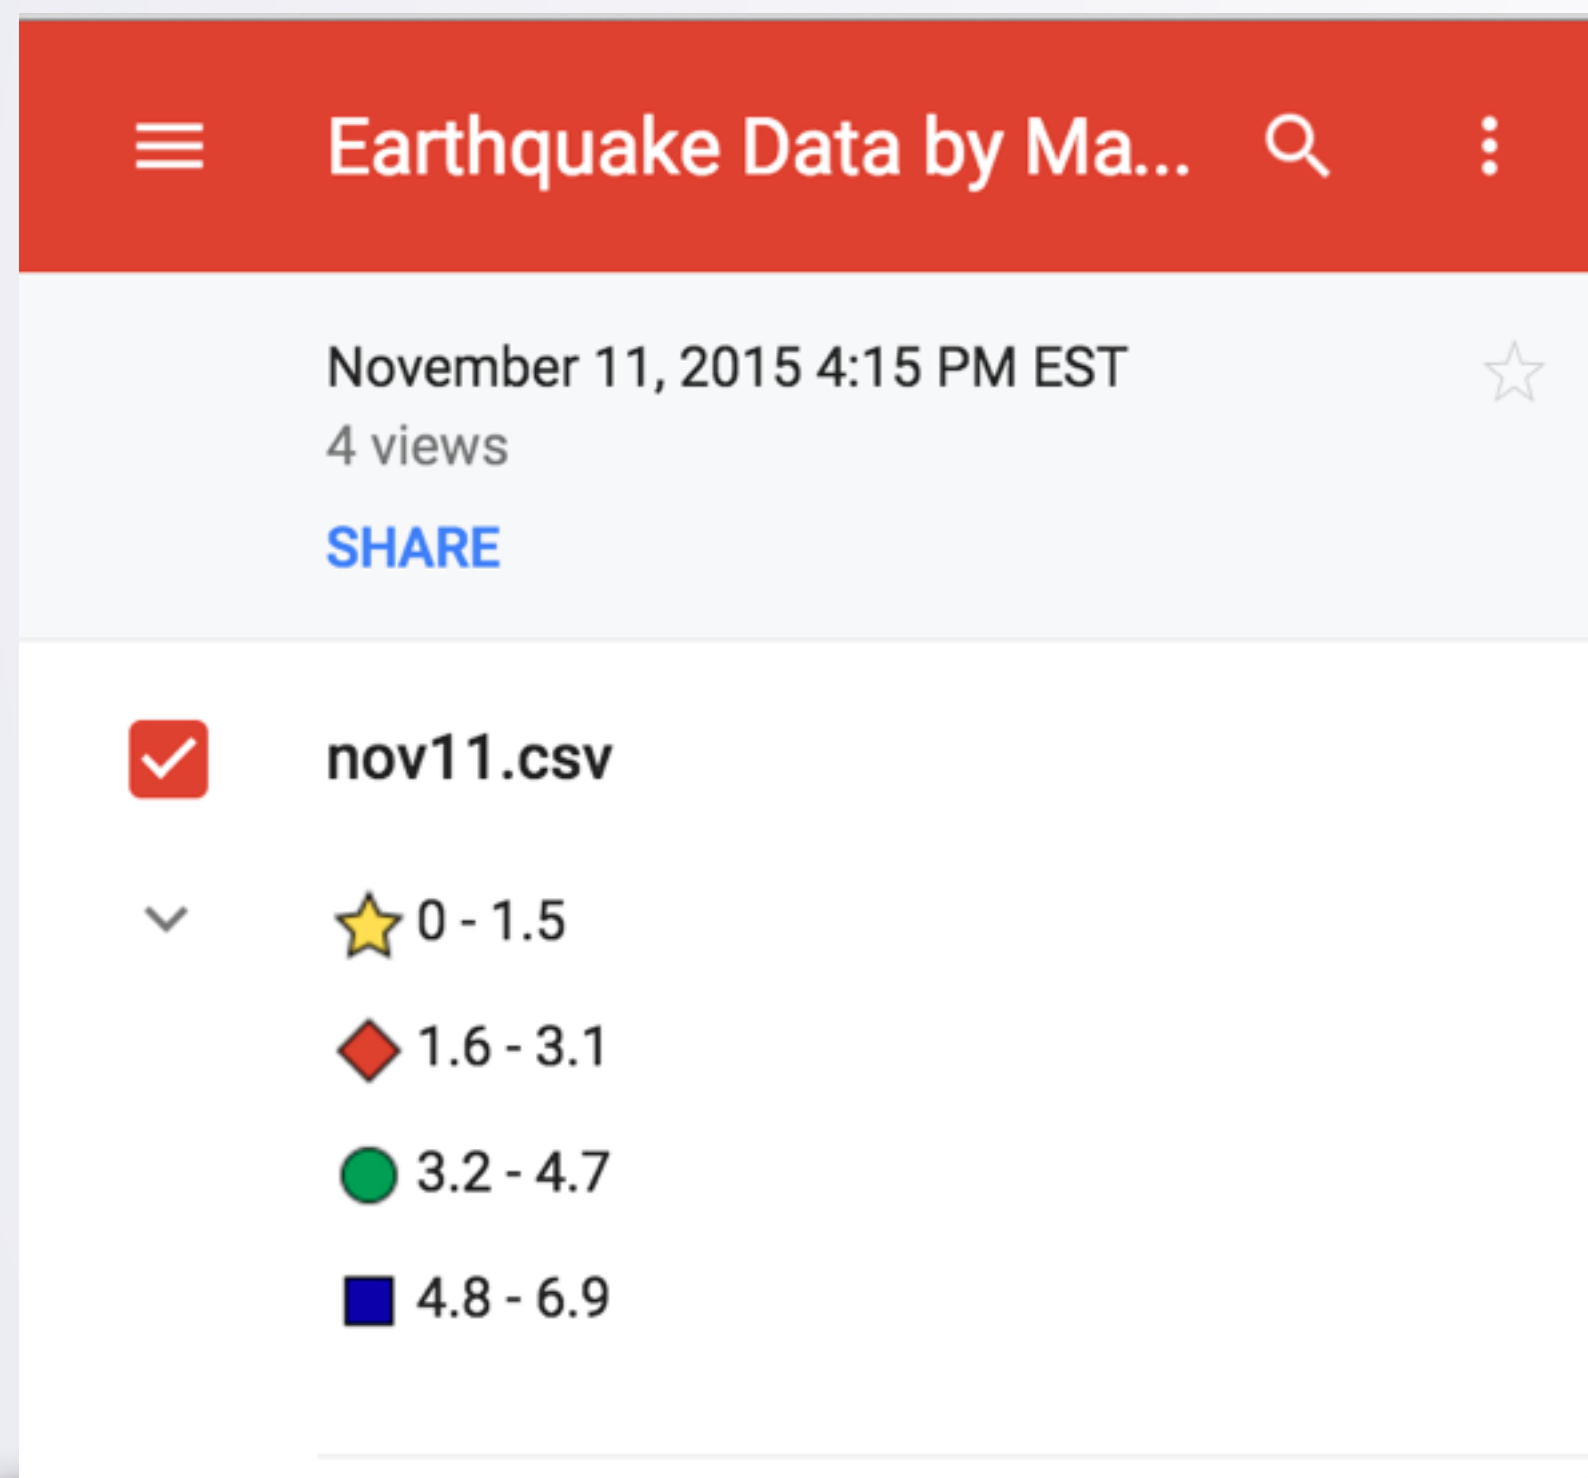 Earthquake Data by Ma...
November 11, 2015 4:15 PM EST
4 views
SHARE
nov11.csv
0 - 1.5
1.6 - 3.1
3.2 - 4.7
4.8 - 6.9